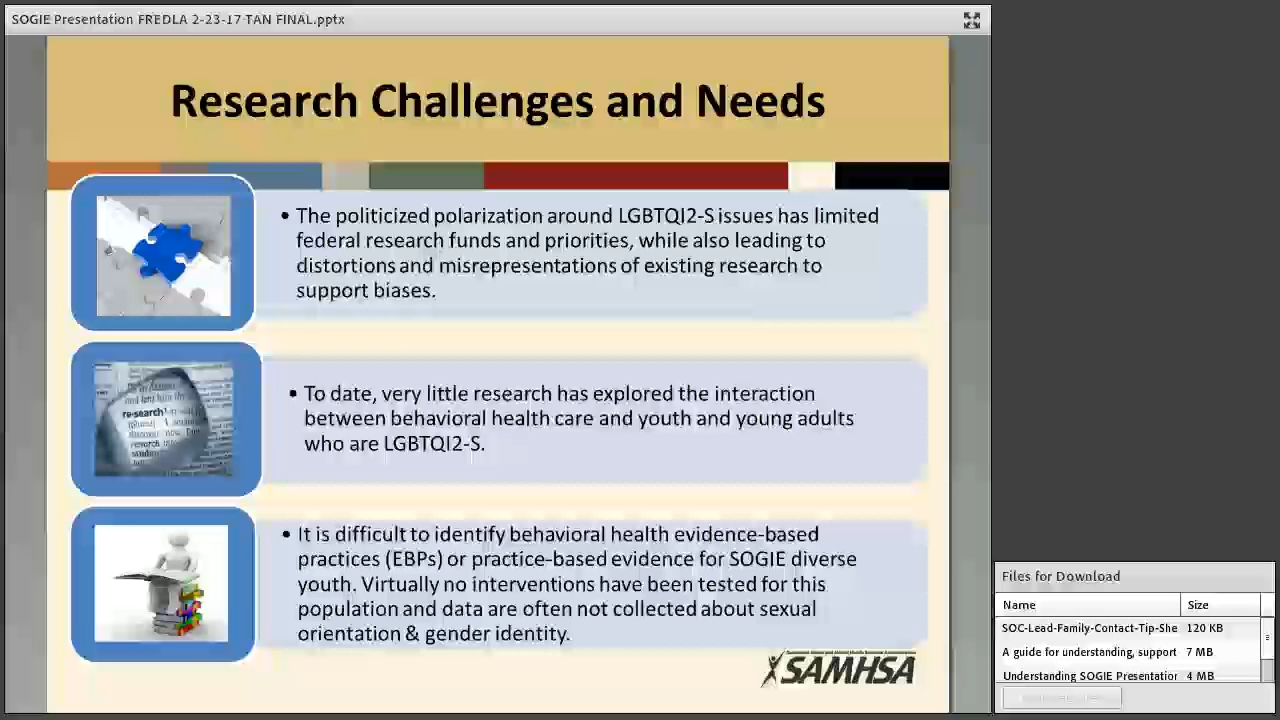 SOGIE Presentation FREDLA 2-23-17 TAN FINAL.pptx
Research Challenges and Needs
• The politicized polarization around LGBTQI2-S issues has limited
federal research funds and priorities, while also leading to
distortions and misrepresentations of existing research to
support biases.
re·search
• To date, very little research has explored the interaction
between behavioral health care and youth and young adults
who are LGBTQI2-S.
• It is difficult to identify behavioral health evidence-based
practices (EBPs) or practice-based evidence for SOGIE diverse
youth. Virtually no interventions have been tested for this
population and data are often not collected about sexual
orientation & gender identity.
SAMHSA
Files for Download
Name Size
SOC-Lead-Family-Contact-Tip-She 120 KB
A guide for understanding, support 7 MB
Understanding SOGIE Presentation 4 MB